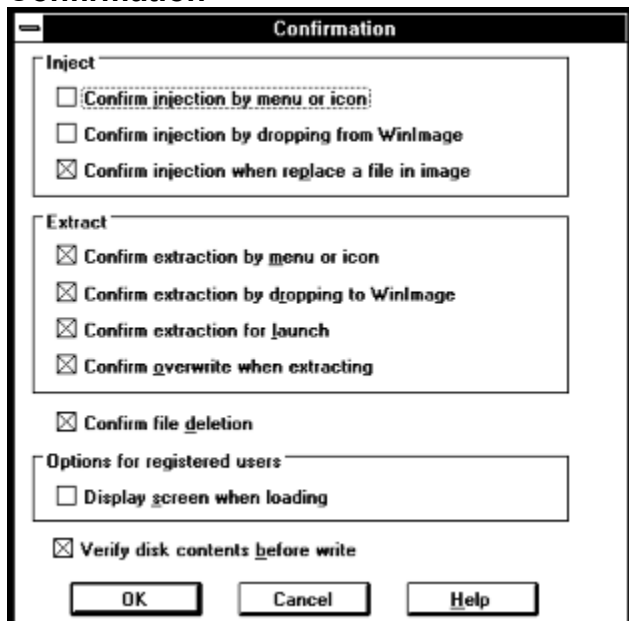 Confirmation
Confirmation
Inject
Confirm injection by menu or icon
Confirm injection by dropping from WinImage
Confirm injection when replace a file in image
Extract
Confirm extraction by menu or icon
Confirm extraction by dropping to WinImage
Confirm extraction for launch
Confirm overwrite when extracting
Confirm file deletion
Options for registered users
Display screen when loading
Verify disk contents before write
OK Cancel Help